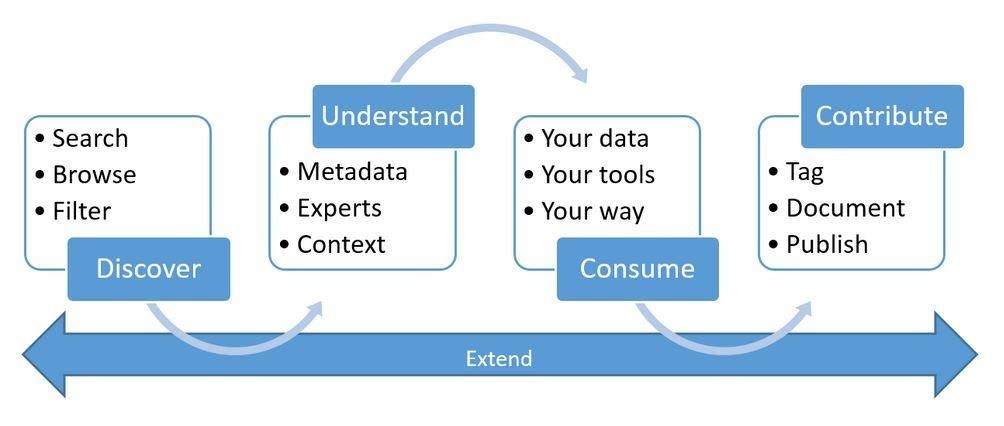 • Search
• Browse
• Filter
Discover
Understand
• Metadata
• Experts
• Context
• Your data
• Your tools
• Your way
Consume
Contribute
• Tag
• Document
• Publish
Extend